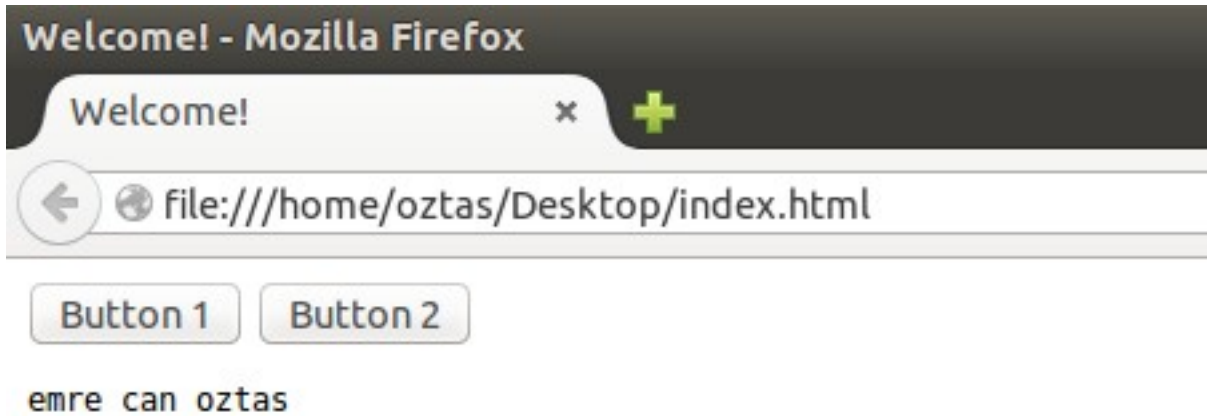 Welcome! - Mozilla Firefox
Welcome!
file:///home/oztas/Desktop/index.html
Button 1 Button 2
emre can oztas